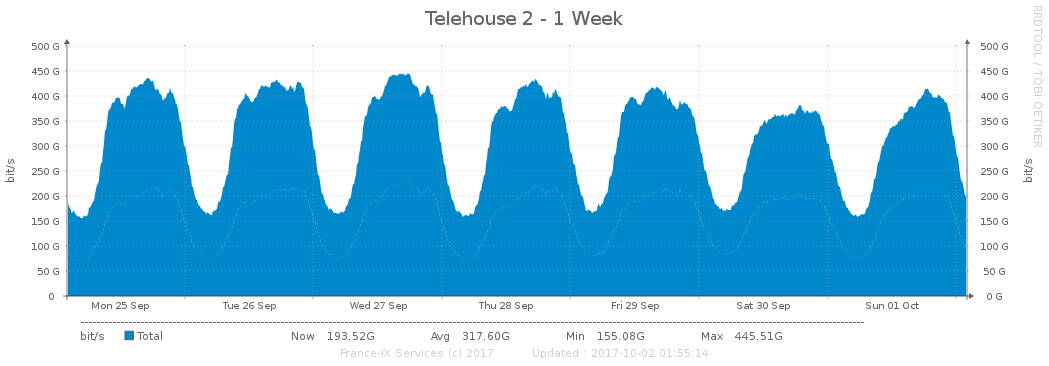 Telehouse 2 - 1 Week
RRDTOOL / TOBI OETIKER
500 G 500 G
450 G 450 G
400 G 400 G
350 G 350 G
300 G 300 G
250 G 250 G
200 G 200 G
150 G 150 G
100 G 100 G
50 G 50 G
0 0 G
bit/s bit/s
Mon 25 Sep Tue 26 Sep Wed 27 Sep Thu 28 Sep Fri 29 Sep Sat 30 Sep Sun 01 Oct
bit/s Total Now 193.52G Avg 317.60G Min 155.08G Max 445.51G
France-IX Services (c) 2017 Updated : 2017-10-02 01:55:14